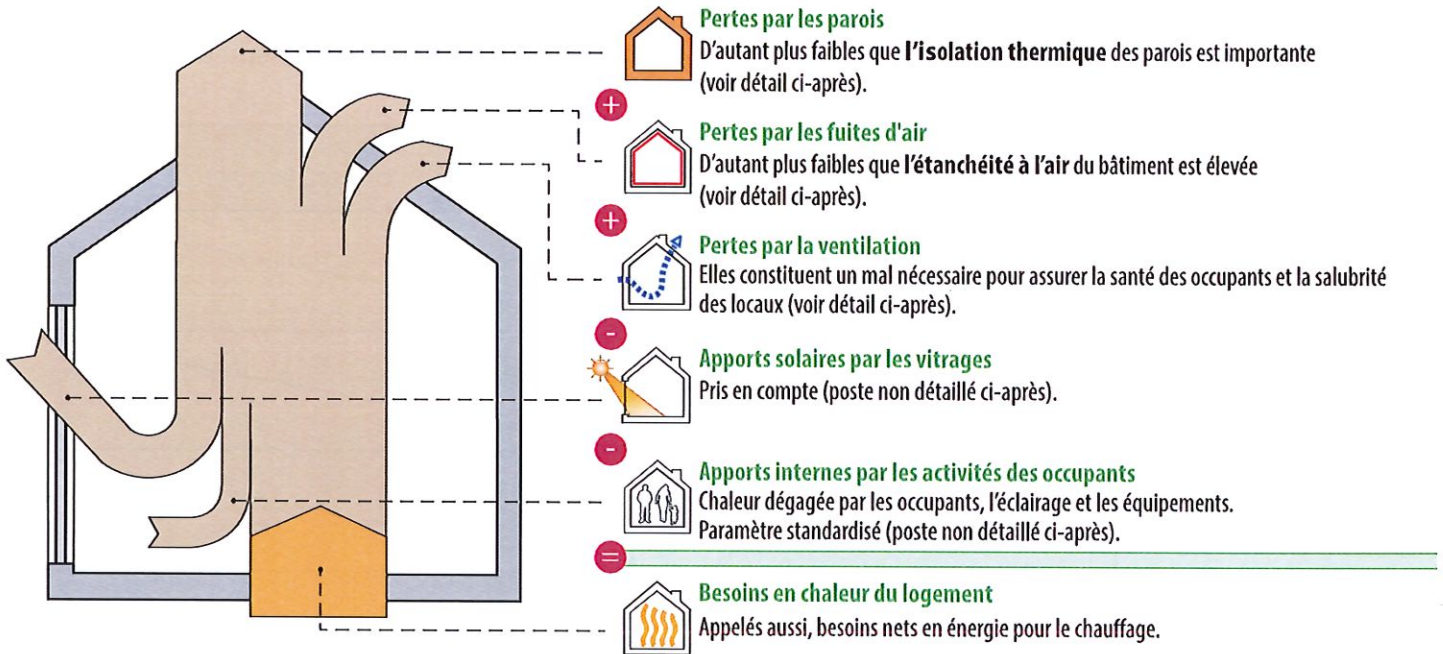 Pertes par les parois
D'autant plus faibles que l'isolation thermique des parois est importante
(voir détail ci-après).
+
Pertes par les fuites d'air
D'autant plus faibles que l'étanchéité à l'air du bâtiment est élevée
(voir détail ci-après).
+
Pertes par la ventilation
Elles constituent un mal nécessaire pour assurer la santé des occupants et la salubrité
des locaux (voir détail ci-après).
-
Apports solaires par les vitrages
Pris en compte (poste non détaillé ci-après).
-
Apports internes par les activités des occupants
Chaleur dégagée par les occupants, l'éclairage et les équipements.
Paramètre standardisé (poste non détaillé ci-après).
=
Besoins en chaleur du logement
Appelés aussi, besoins nets en énergie pour le chauffage.